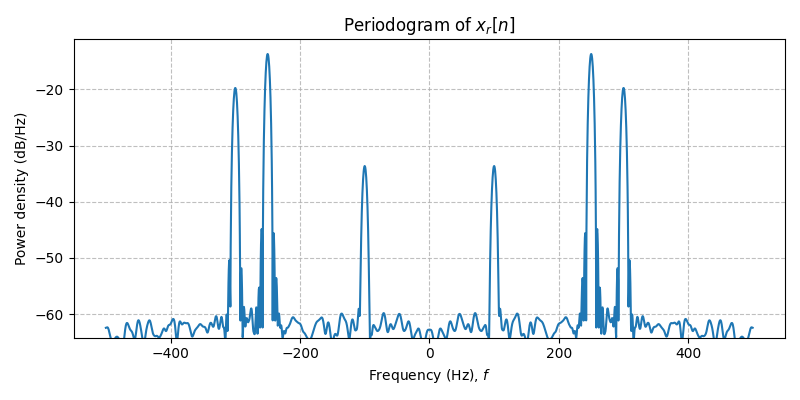 Periodogram of x_r[n]
Power density (dB/Hz)
−20
−30
−40
−50
−60
−400 −200 0 200 400
Frequency (Hz), f